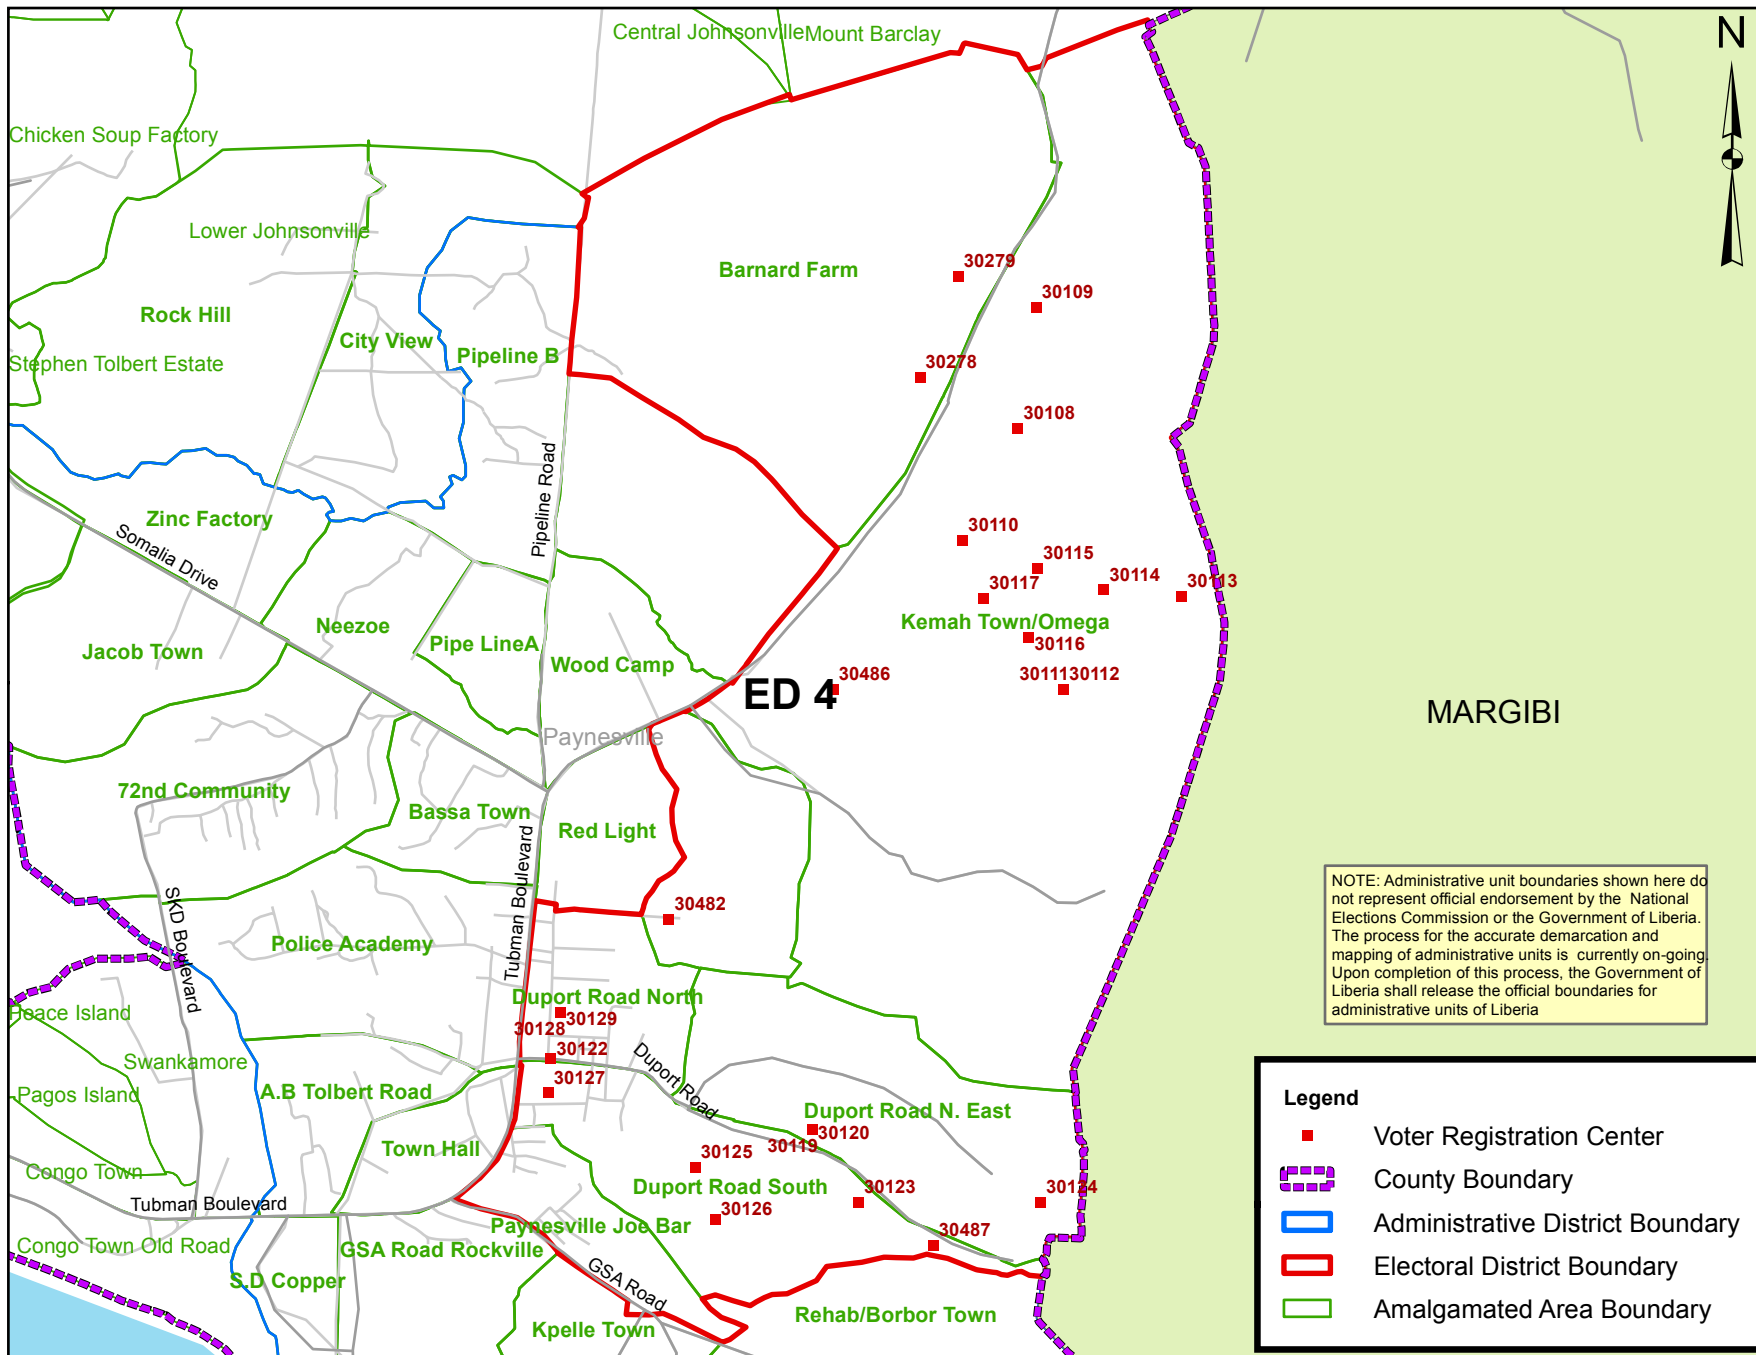 Central Johnsonville
Mount Barclay
N
Chicken Soup Factory
Lower Johnsonville
Barnard Farm
30279
30109
Rock Hill
City View
Pipeline B
Stephen Tolbert Estate
30278
30108
Pipeline Road
Zinc Factory
Somalia Drive
30110
30115
30117
30114
30113
Kemah Town/Omega
30116
Neezoe
Pipe LineA
Jacob Town
Wood Camp
30486
3011130112
ED 4
MARGIBI
Paynesville
72nd Community
Bassa Town
Red Light
Tubman Boulevard
SKD Boulevard
30482
Police Academy
NOTE: Administrative unit boundaries shown here do
not represent official endorsement by the National
Elections Commission or the Government of Liberia.
The process for the accurate demarcation and
mapping of administrative units is currently on-going.
Upon completion of this process, the Government of
Liberia shall release the official boundaries for
administrative units of Liberia
Duport Road North
30129
30128
30122
30127
Duport Road
Peace Island
Swankamore
Pagos Island
A.B Tolbert Road
Duport Road N. East
30120
30119
Town Hall
30125
Duport Road South
30123
30124
30126
Congo Town
Tubman Boulevard
Paynesville Joe Bar
30487
Congo Town Old Road
GSA Road Rockville
S.D Copper
GSA Road
Rehab/Borbor Town
Kpelle Town
Legend
Voter Registration Center
County Boundary
Administrative District Boundary
Electoral District Boundary
Amalgamated Area Boundary